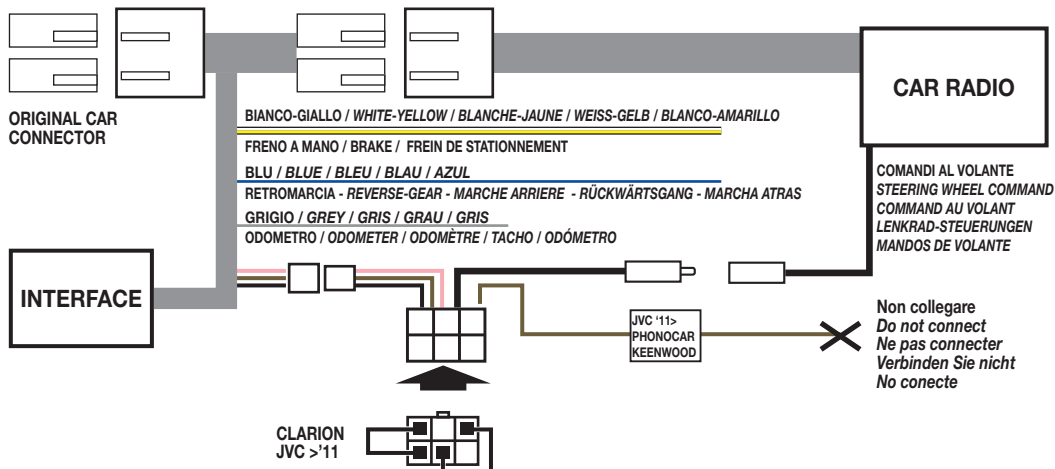 ORIGINAL CAR
CONNECTOR
CAR RADIO
BIANCO-GIALLO / WHITE-YELLOW / BLANCHE-JAUNE / WEISS-GELB / BLANCO-AMARILLO
FRENO A MANO / BRAKE / FREIN DE STATIONNEMENT
BLU / BLUE / BLEU / BLAU / AZUL
RETROMARCIA - REVERSE-GEAR - MARCHE ARRIERE - RÜCKWÄRTSGANG - MARCHA ATRAS
GRIGIO / GREY / GRIS / GRAU / GRIS
ODOMETRO / ODOMETER / ODOMÈTRE / TACHO / ODÓMETRO
COMANDI AL VOLANTE
STEERING WHEEL COMMAND
COMMAND AU VOLANT
LENKRAD-STEUERUNGEN
MANDOS DE VOLANTE
INTERFACE
JVC ‘11>
PHONOCAR
KEENWOOD
Non collegare
Do not connect
Ne pas connecter
Verbinden Sie nicht
No conecte
CLARION
JVC >’11